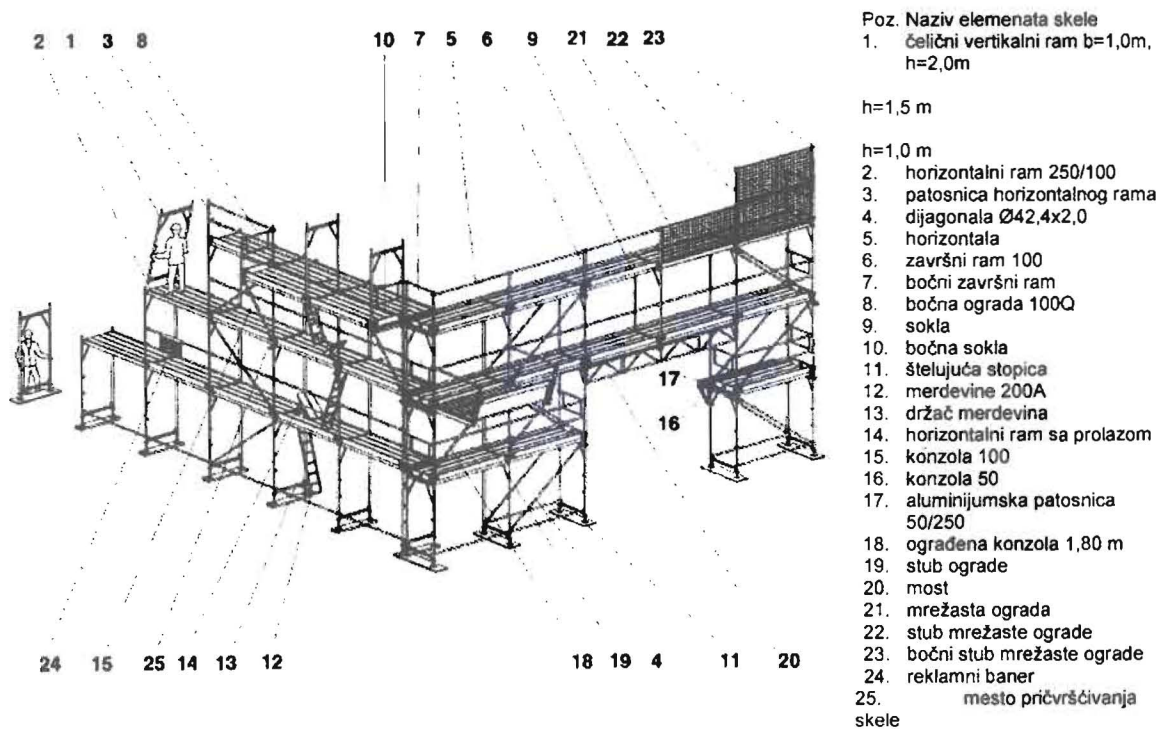 2 1 3 8 10 7 5 6 9 21 22 23
17
16
24 15 25 14 13 12 18 19 4 11 20
Poz. Naziv elemenata skele
1. čelični vertikalni ram b=1,0m,
h=2,0m
h=1,5 m
h=1,0 m
2. horizontalni ram 250/100
3. patosnica horizontalnog rama
4. dijagonala Ø42,4x2,0
5. horizontala
6. završni ram 100
7. bočni završni ram
8. bočna ograda 100Q
9. sokla
10. bočna sokla
11. štelujuća stopica
12. merdevine 200A
13. držač merdevina
14. horizontalni ram sa prolazom
15. konzola 100
16. konzola 50
17. aluminijumska patosnica
50/250
18. ograđena konzola 1,80 m
19. stub ograde
20. most
21. mrežasta ograda
22. stub mrežaste ograde
23. bočni stub mrežaste ograde
24. reklamni baner
25. mesto pričvršćivanja
skele